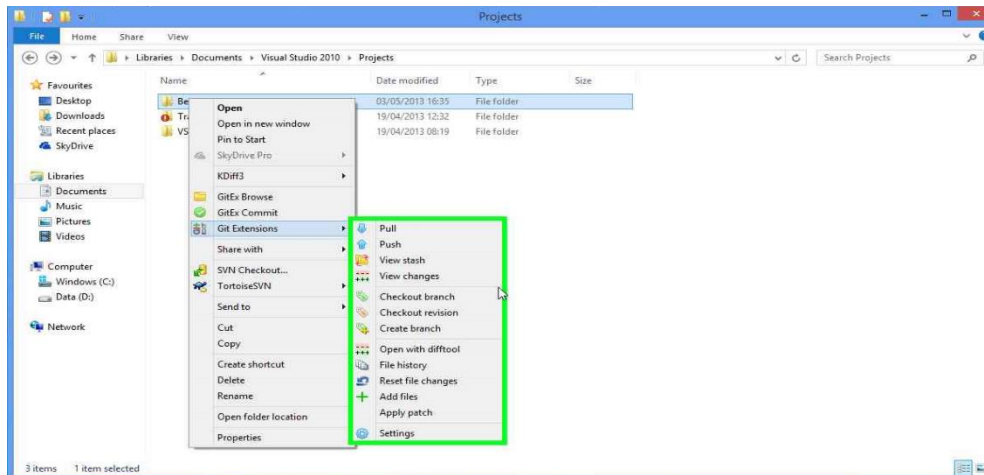 Projects
File Home Share View
Libraries Documents Visual Studio 2010 Projects
Search Projects
Name Date modified Type Size
Favourites
Desktop
Downloads
Recent places
SkyDrive
Libraries
Documents
Music
Pictures
Videos
Computer
Windows (C:)
Data (D:)
Network
Be 03/05/2013 16:35 File folder
19/04/2013 12:32 File folder
VS 19/04/2013 08:19 File folder
Open
Open in new window
Pin to Start
SkyDrive Pro
KDiff3
GitEx Browse
GitEx Commit
Git Extensions
Share with
SVN Checkout...
TortoiseSVN
Send to
Cut
Copy
Create shortcut
Delete
Rename
Open folder location
Properties
Pull
Push
View stash
View changes
Checkout branch
Checkout revision
Create branch
Open with difftool
File history
Reset file changes
Add files
Apply patch
Settings
3 items 1 item selected